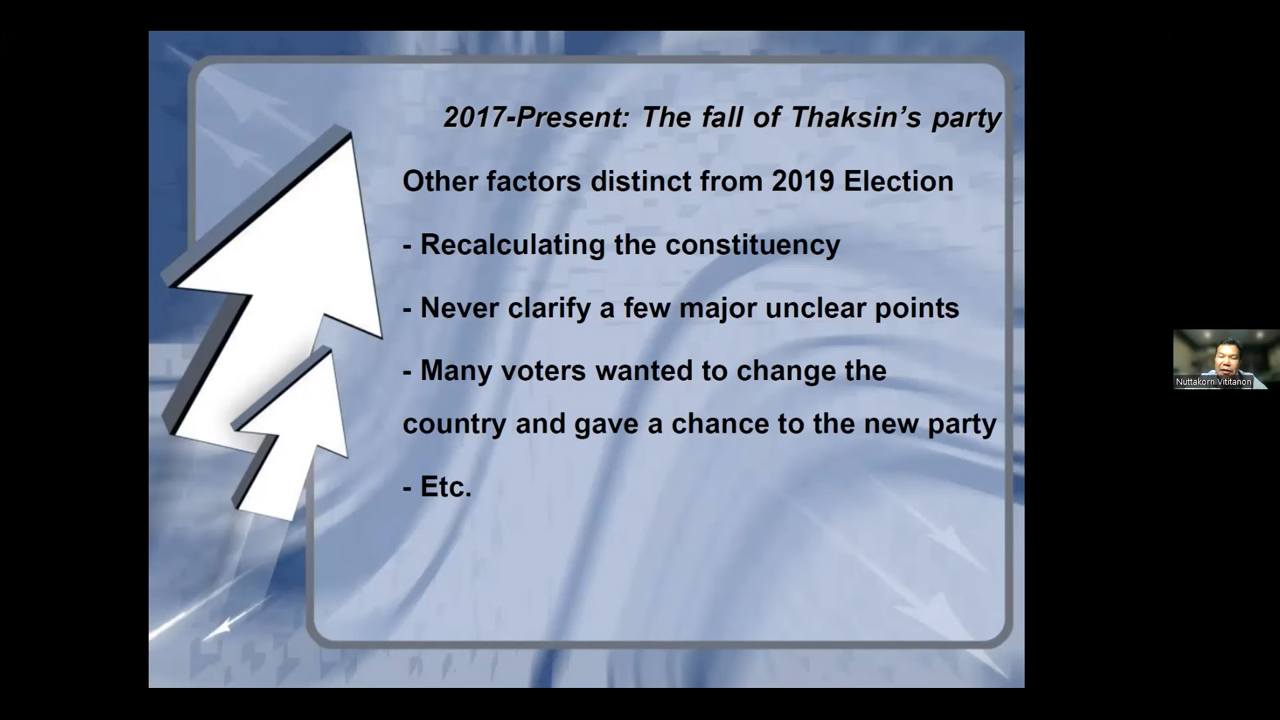 2017-Present: The fall of Thaksin's party
Other factors distinct from 2019 Election
- Recalculating the constituency
- Never clarify a few major unclear points
- Many voters wanted to change the
country and gave a chance to the new party
- Etc.
Nuttakorn Vititanon